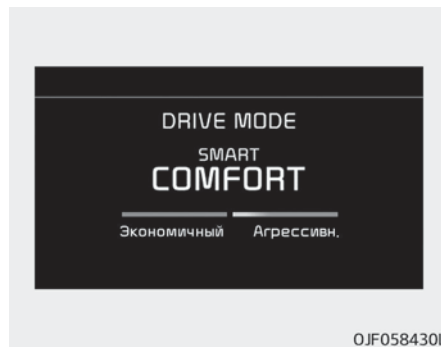 DRIVE MODE
SMART
COMFORT
Экономичный Агрессивн.
OJF058430L